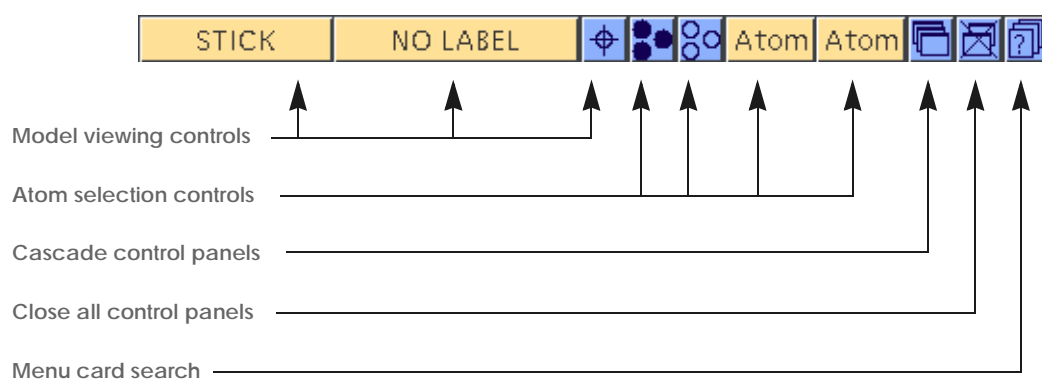 STICK NO LABEL Atom Atom ?
Model viewing controls
Atom selection controls
Cascade control panels
Close all control panels
Menu card search